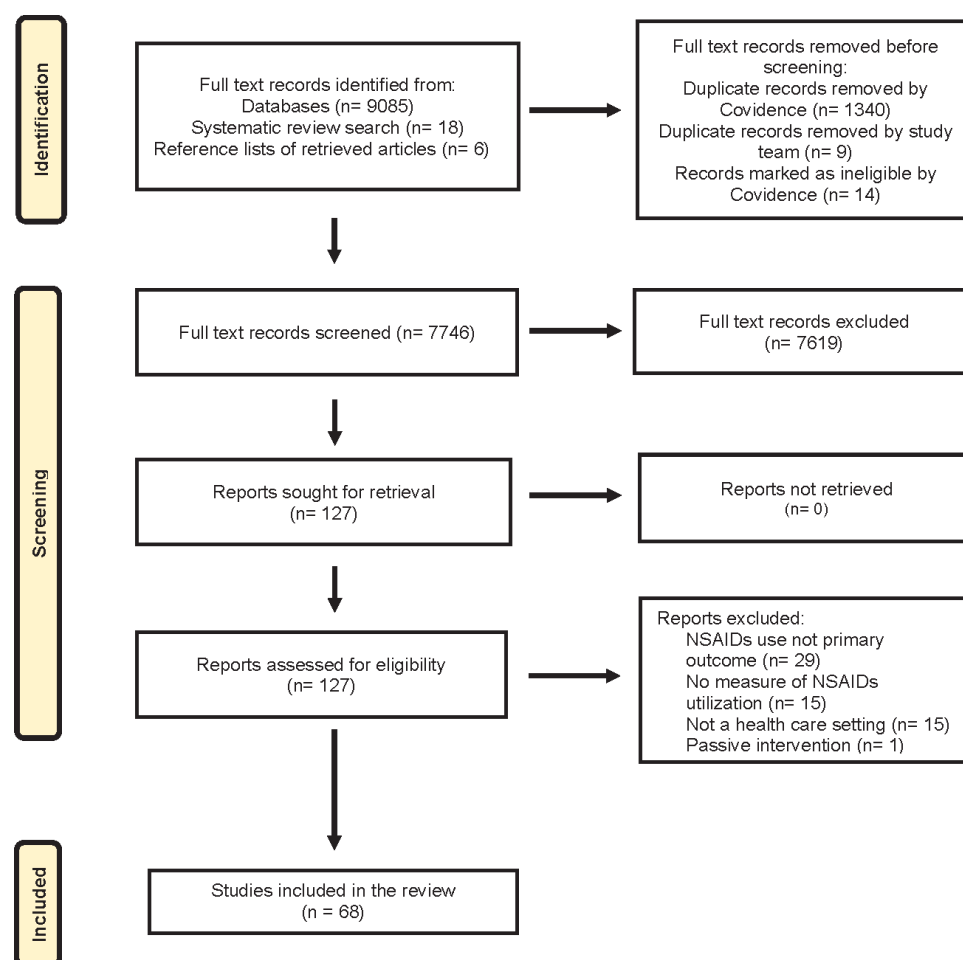 Identification
Full text records identified from:
Databases (n= 9085)
Systematic review search (n= 18)
Reference lists of retrieved articles (n= 6)
Full text records removed before
screening:
Duplicate records removed by
Covidence (n= 1340)
Duplicate records removed by study
team (n= 9)
Records marked as ineligible by
Covidence (n= 14)
Screening
Full text records screened (n= 7746)
Full text records excluded
(n= 7619)
Reports sought for retrieval
(n= 127)
Reports not retrieved
(n= 0)
Reports assessed for eligibility
(n= 127)
Reports excluded:
NSAIDs use not primary
outcome (n= 29)
No measure of NSAIDs
utilization (n= 15)
Not a health care setting (n= 15)
Passive intervention (n= 1)
Included
Studies included in the review
(n = 68)